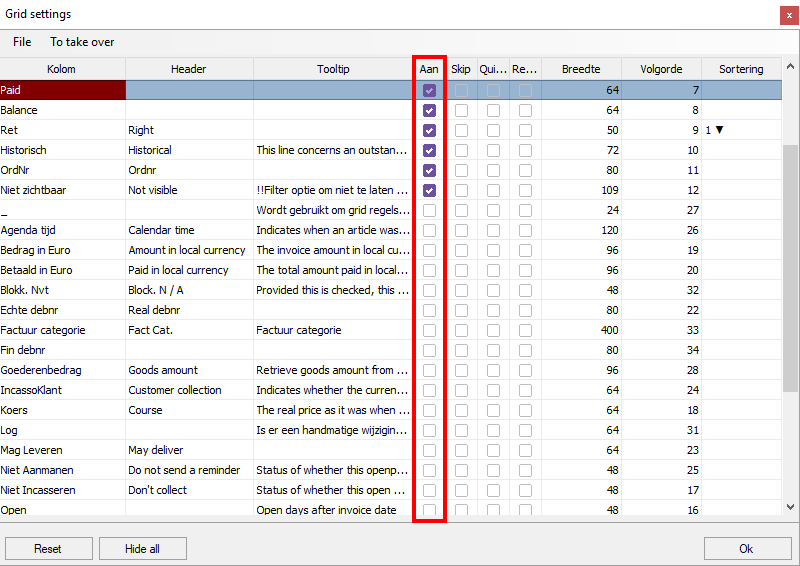 Grid settings
File To take over
Kolom Header Tooltip Aan Skip Qui... Re... Breedte Volgorde Sortering
Paid 64 7
Balance 64 8
Ret Right 50 9 1 ▼
Historisch Historical This line concerns an outstan... 72 10
OrdNr Ordnr 80 11
Niet zichtbaar Not visible !!Filter optie om niet te laten ... 109 12
_ Wordt gebruikt om grid regels... 24 27
Agenda tijd Calendar time Indicates when an article was... 120 26
Bedrag in Euro Amount in local currency The invoice amount in local cu... 96 19
Betaald in Euro Paid in local currency The total amount paid in local... 96 20
Blokk. Nvt Block. N / A Provided this is checked, this ... 48 32
Echte debnr Real debnr 80 22
Factuur categorie Fact Cat. Factuur categorie 400 33
Fin debnr 80 34
Goederenbedrag Goods amount Retrieve goods amount from ... 96 28
IncassoKlant Customer collection Indicates whether the curren... 64 24
Koers Course The real price as it was when ... 64 18
Log Is er een handmatige wijzigin... 64 31
Mag Leveren May deliver 64 23
Niet Aanmanen Do not send a reminder Status of whether this openp... 48 25
Niet Incasseren Don't collect Status of whether this open ... 48 17
Open Open days after invoice date 48 16
Reset Hide all Ok